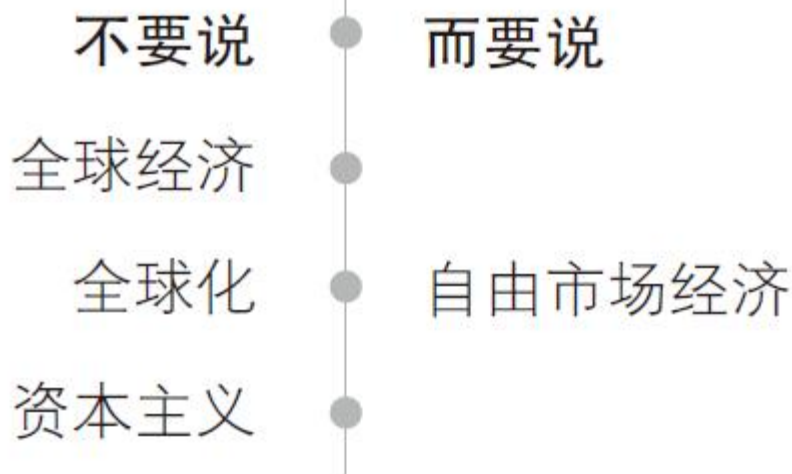 不要说 而要说
全球经济
全球化 自由市场经济
资本主义